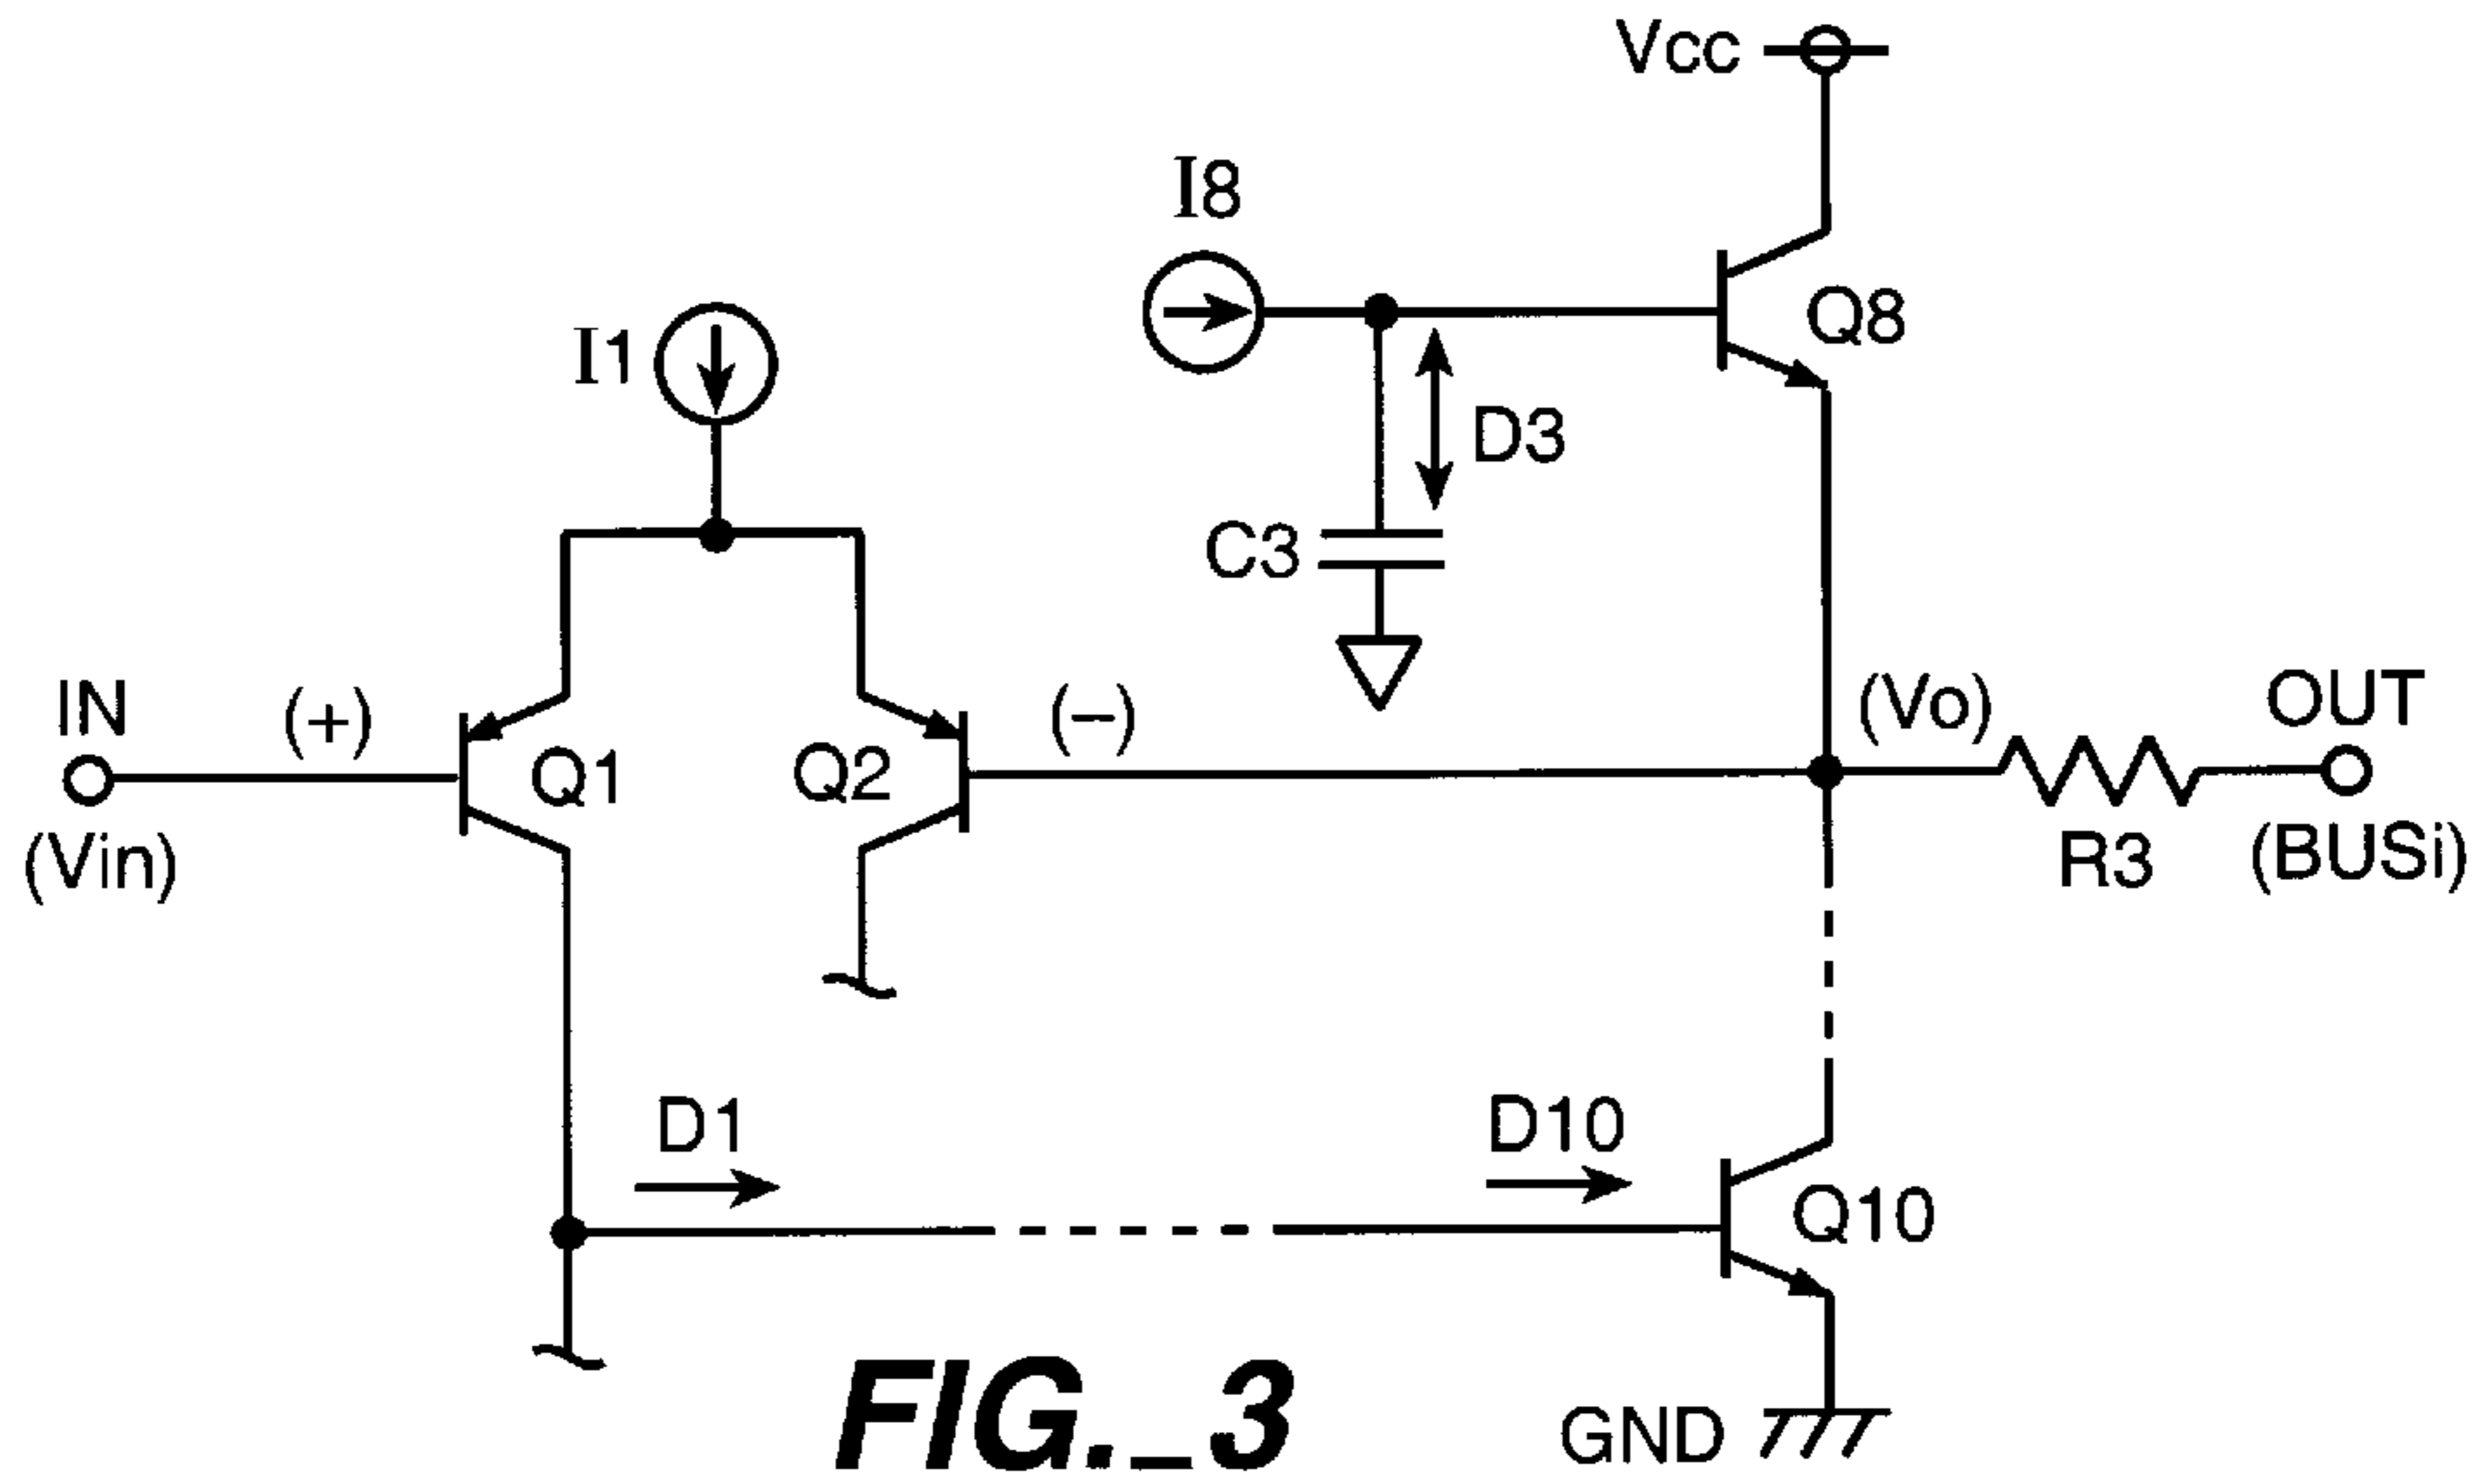 Vcc
I8
Q8
I1
D3
C3
IN
(+)
Q1
Q2
(−)
(Vo)
OUT
(Vin)
R3
(BUSi)
D1
D10
Q10
GND
FIG._3